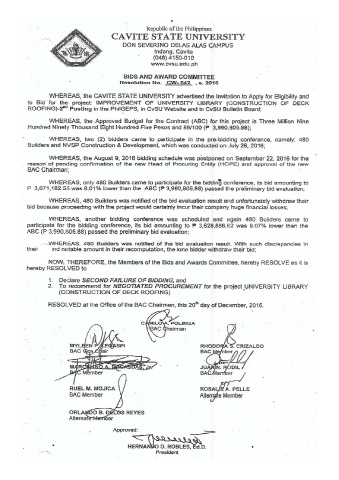 Republic of the Philippines
CAVITE STATE UNIVERSITY
DON SEVERINO DELAS ALAS CAMPUS
Indang, Cavite
(046) 4150-010
www.cvsu.edu.ph
BIDS AND AWARD COMMITTEE
Resolution No. , s. 2016
WHEREAS, the CAVITE STATE UNIVERSITY advertised the Invitation to Apply for Eligibility and
to Bid for the project: IMPROVEMENT OF UNIVERSITY LIBRARY (CONSTRUCTION OF DECK
ROOFING)-2nd Posting in the PhilGEPS, in CvSU Website and in CvSU Bulletin Board;
WHEREAS, the Approved Budget for the Contract (ABC) for this project is Three Million Nine
Hundred Ninety Thousand Eight Hundred Five Pesos and 86/100 (P 3,990,805.86);
WHEREAS, two (2) bidders came to participate in the pre-bidding conference, namely: 480
Builders and NVSP Construction & Development, which was conducted on July 26, 2016;
WHEREAS, the August 9, 2016 bidding schedule was postponed on September 22, 2016 for the
reason of pending confirmation of the new Head of Procuring Entity (HOPE) and approval of the new
BAC Chairman;
WHEREAS, only 480 Builders came to participate for the bidding conference, its bid amounting to
P 3,671,182.55 was 8.01% lower than the ABC (P 3,990,805.86) passed the preliminary bid evaluation;
WHEREAS, 480 Builders was notified of the bid evaluation result and unfortunately withdraw their
bid because proceeding with the project would certainly incur their company huge financial losses;
WHEREAS, another bidding conference was scheduled and again 480 Builders came to
participate for the bidding conference, its bid amounting to P 3,628,886.52 was 9.07% lower than the
ABC (P 3,990,805.86) passed the preliminary bid evaluation;
WHEREAS, 480 Builders was notified of the bid evaluation result. With such discrepancies in
their and notable amount in their recomputation, the lone bidder withdraw their bid;
NOW, THEREFORE, the Members of the Bids and Awards Committee, hereby RESOLVE as it is
hereby RESOLVED to
1. Declare SECOND FAILURE OF BIDDING, and
2. To recommend for NEGOTIATED PROCUREMENT for the project UNIVERSITY LIBRARY
(CONSTRUCTION OF DECK ROOFING)
RESOLVED at the Office of the BAC Chairman, this 20th day of December, 2016.
CAMILO A. POLINGA
BAC Chairman
BAC Vice Chair
RHODORA S. CRIZALDO
BAC Member
BAC Member
RODIL
BAC Member
RUEL M. MOJICA
BAC Member
ROSALIE A. PELLE
Alternate Member
ORLANDO B. DELOS REYES
Alternate Member
Approved:
HERNANDO D. ROBLES, Ed.D.
President